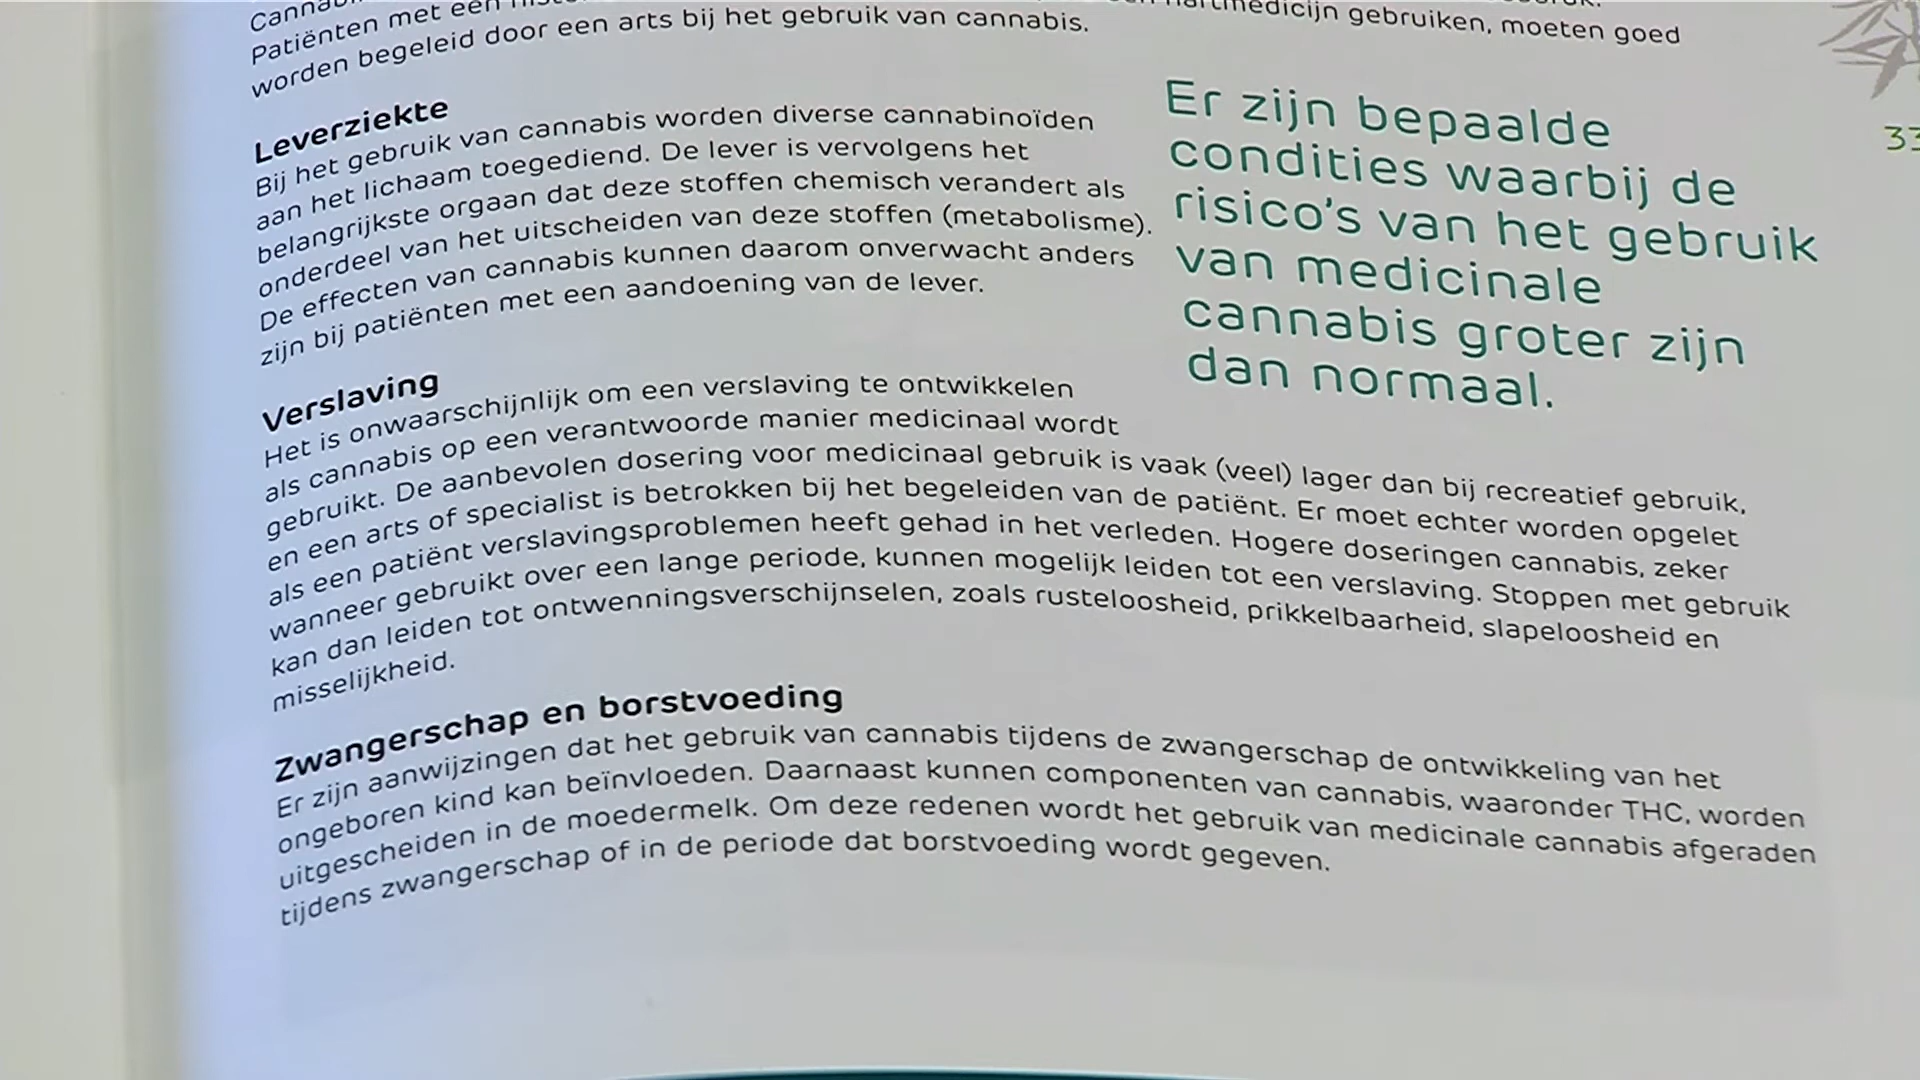 Patiënten met een
hartmedicijn gebruiken, moeten goed
worden begeleid door een arts bij het gebruik van cannabis.
Leverziekte
Bij het gebruik van cannabis worden diverse cannabinoïden
aan het lichaam toegediend. De lever is vervolgens het
belangrijkste orgaan dat deze stoffen chemisch verandert als
onderdeel van het uitscheiden van deze stoffen (metabolisme).
De effecten van cannabis kunnen daarom onverwacht anders
zijn bij patiënten met een aandoening van de lever.
Er zijn bepaalde
condities waarbij de
risico's van het gebruik
van medicinale
cannabis groter zijn
dan normaal.
33
Verslaving
Het is onwaarschijnlijk om een verslaving te ontwikkelen
als cannabis op een verantwoorde manier medicinaal wordt
gebruikt. De aanbevolen dosering voor medicinaal gebruik is vaak (veel) lager dan bij recreatief gebruik,
en een arts of specialist is betrokken bij het begeleiden van de patiënt. Er moet echter worden opgelet
als een patiënt verslavingsproblemen heeft gehad in het verleden. Hogere doseringen cannabis, zeker
wanneer gebruikt over een lange periode, kunnen mogelijk leiden tot een verslaving. Stoppen met gebruik
kan dan leiden tot ontwenningsverschijnselen, zoals rusteloosheid, prikkelbaarheid, slapeloosheid en
misselijkheid.
Zwangerschap en borstvoeding
Er zijn aanwijzingen dat het gebruik van cannabis tijdens de zwangerschap de ontwikkeling van het
ongeboren kind kan beïnvloeden. Daarnaast kunnen componenten van cannabis, waaronder THC, worden
uitgescheiden in de moedermelk. Om deze redenen wordt het gebruik van medicinale cannabis afgeraden
tijdens zwangerschap of in de periode dat borstvoeding wordt gegeven.